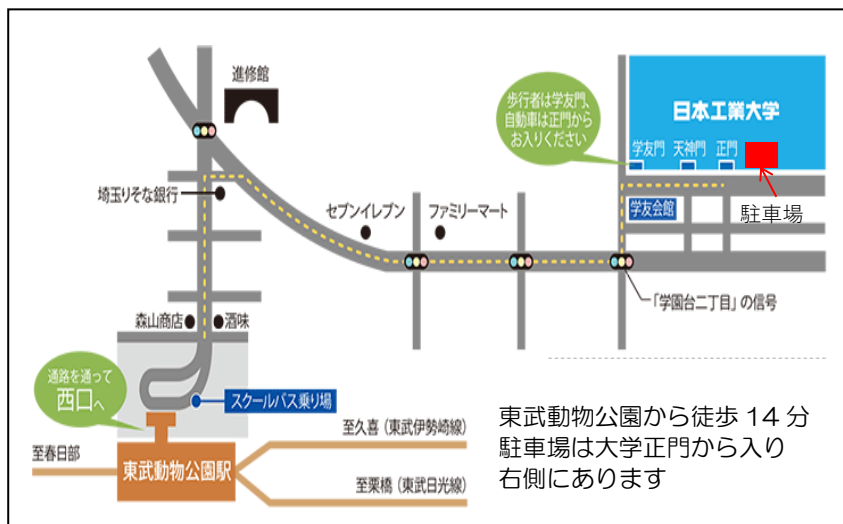 進修館
歩行者は学友門、
自動車は正門から
お入りください
日本工業大学
学友門
天神門
正門
駐車場
学友会館
埼玉りそな銀行
セブンイレブン
ファミリーマート
「学園台二丁目」の信号
森山商店
酒味
通路を通って
西口へ
スクールバス乗り場
至春日部
東武動物公園駅
至久喜（東武伊勢崎線）
至栗橋（東武日光線）
東武動物公園から徒歩 14 分
駐車場は大学正門から入り
右側にあります